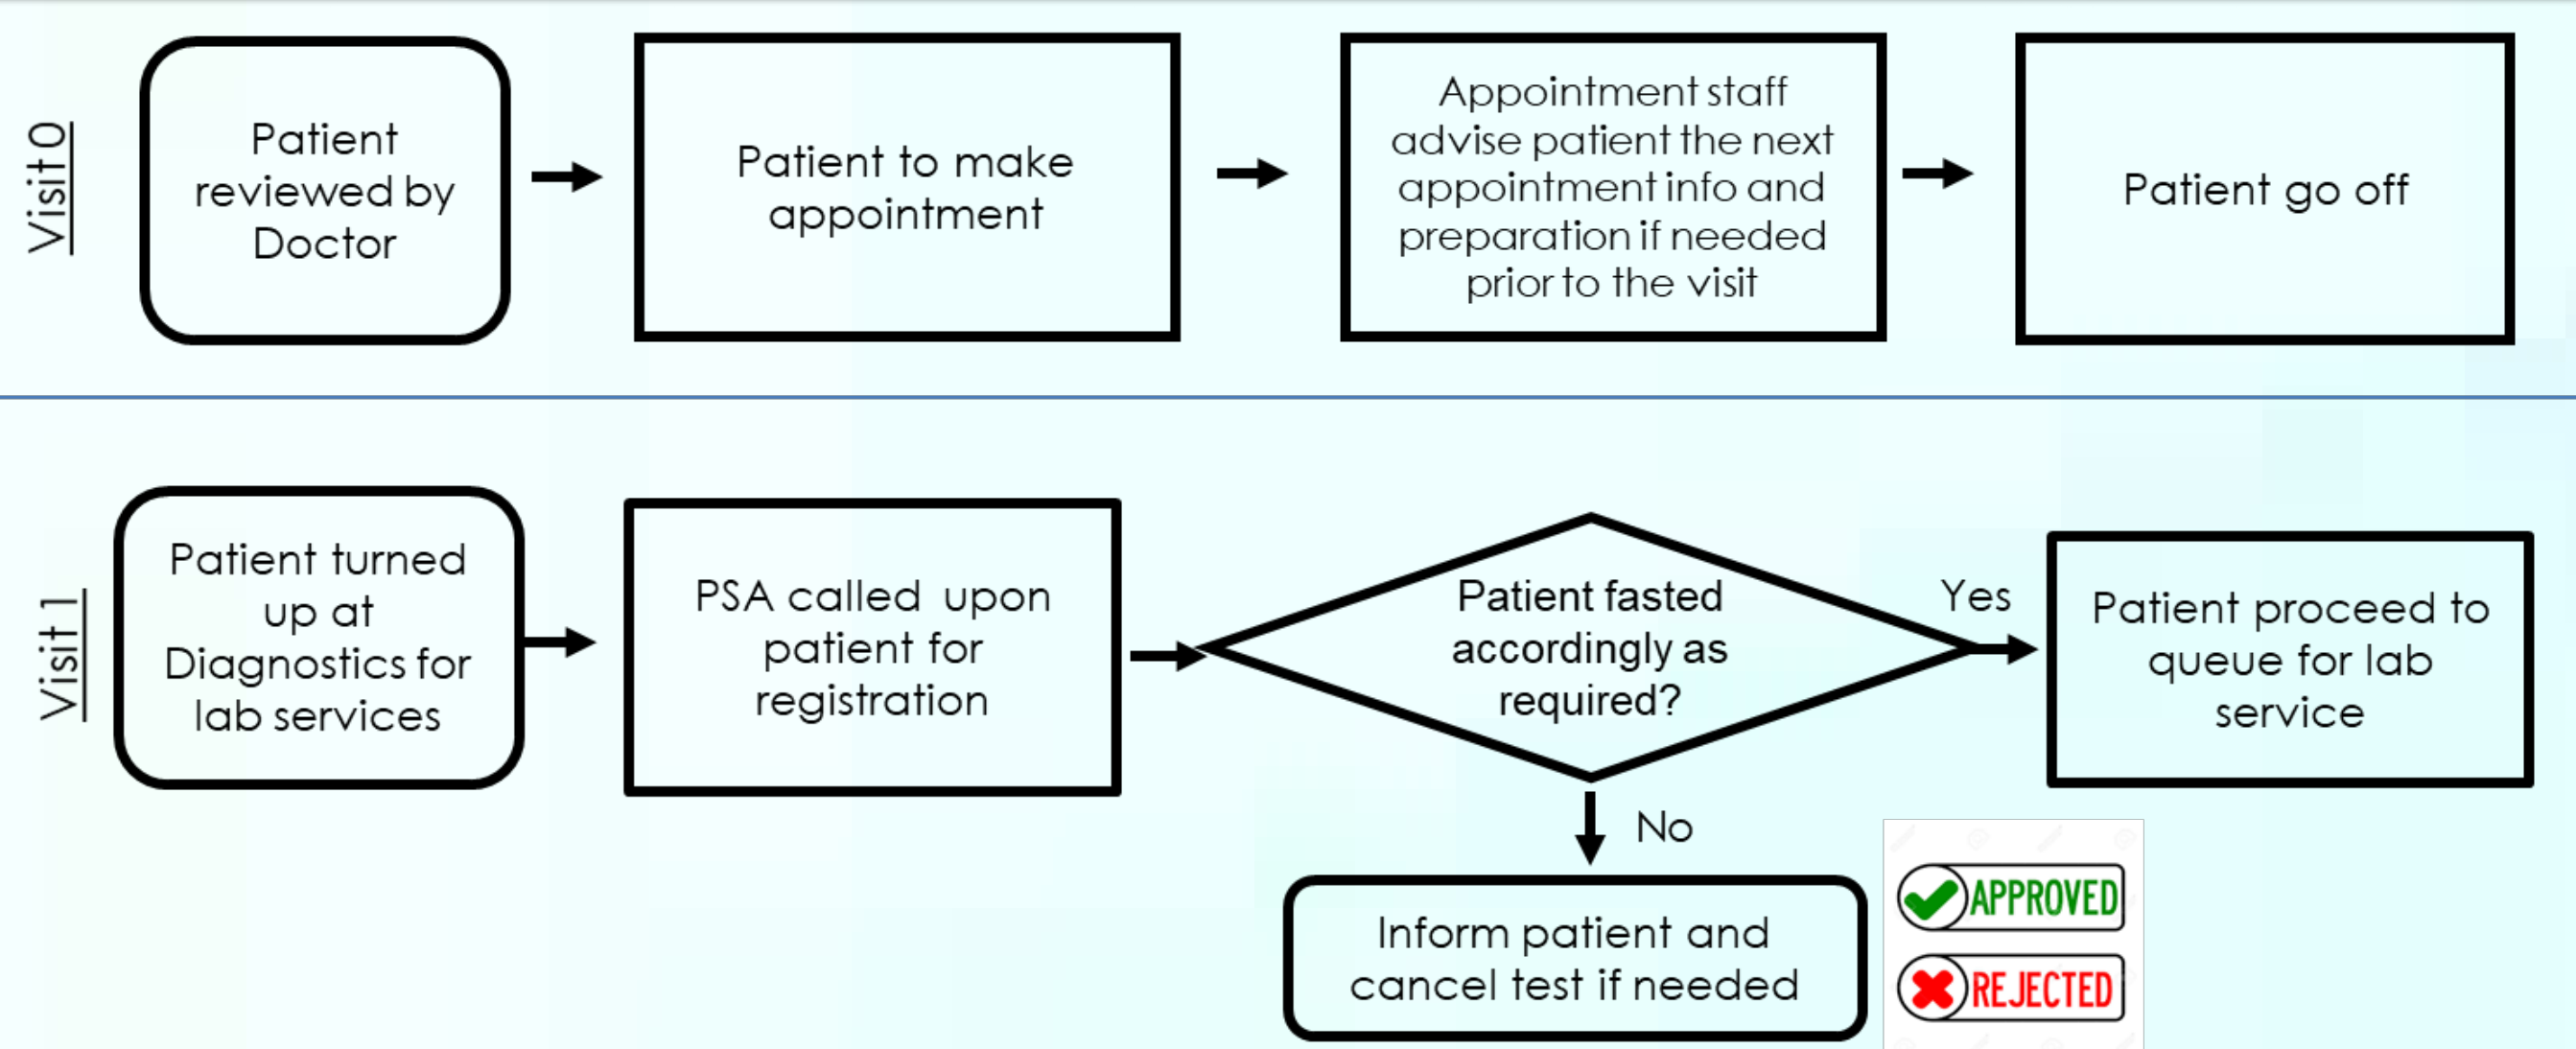 Visit 0
Patient
reviewed by
Doctor
Patient to make
appointment
Appointment staff
advise patient the next
appointment info and
preparation if needed
prior to the visit
Patient go off
Visit 1
Patient turned
up at
Diagnostics for
lab services
PSA called upon
patient for
registration
Patient fasted
accordingly as
required?
Yes
Patient proceed to
queue for lab
service
No
Inform patient and
cancel test if needed
APPROVED
REJECTED